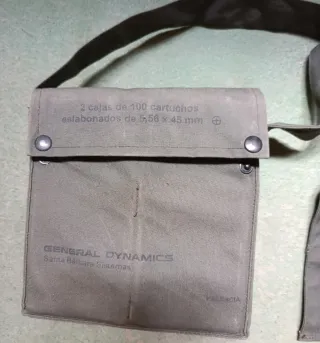 2 cajas de 100 cartuchos
eslabonados de 5,56 x 45 mm
GENERAL DYNAMICS
Santa Bárbara Sistemas